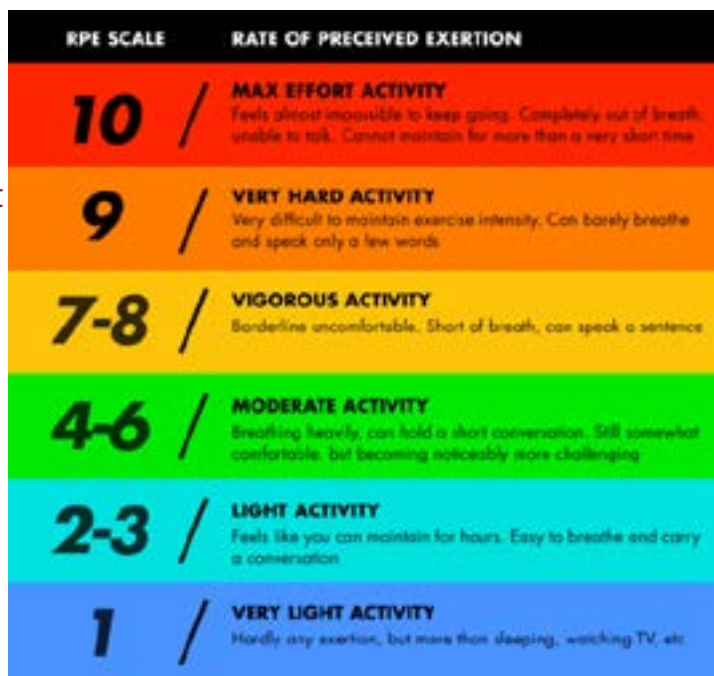 RPE SCALE RATE OF PRECEIVED EXERTION
10 / MAX EFFORT ACTIVITY
Feels almost impossible to keep going. Completely out of breath,
unable to talk. Cannot maintain for more than a very short time
9 / VERY HARD ACTIVITY
Very difficult to maintain exercise intensity. Can barely breathe
and speak only a few words
7-8 / VIGOROUS ACTIVITY
Borderline uncomfortable. Short of breath, can speak a sentence
4-6 / MODERATE ACTIVITY
Breathing heavily, can hold a short conversation. Still somewhat
comfortable, but becoming noticeably more challenging
2-3 / LIGHT ACTIVITY
Feels like you can maintain for hours. Easy to breathe and carry
a conversation
1 / VERY LIGHT ACTIVITY
Hardly any exertion, but more than sleeping, watching TV, etc